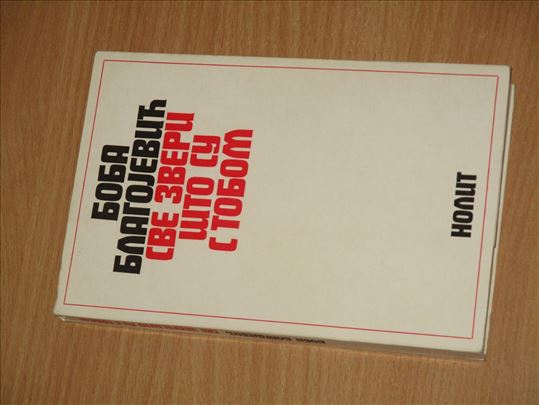 БОБА
БЛАГОЈЕВИЋ
СВЕ ЗВЕРИ
ШТО СУ
С ТОБОМ
НОЛИТ